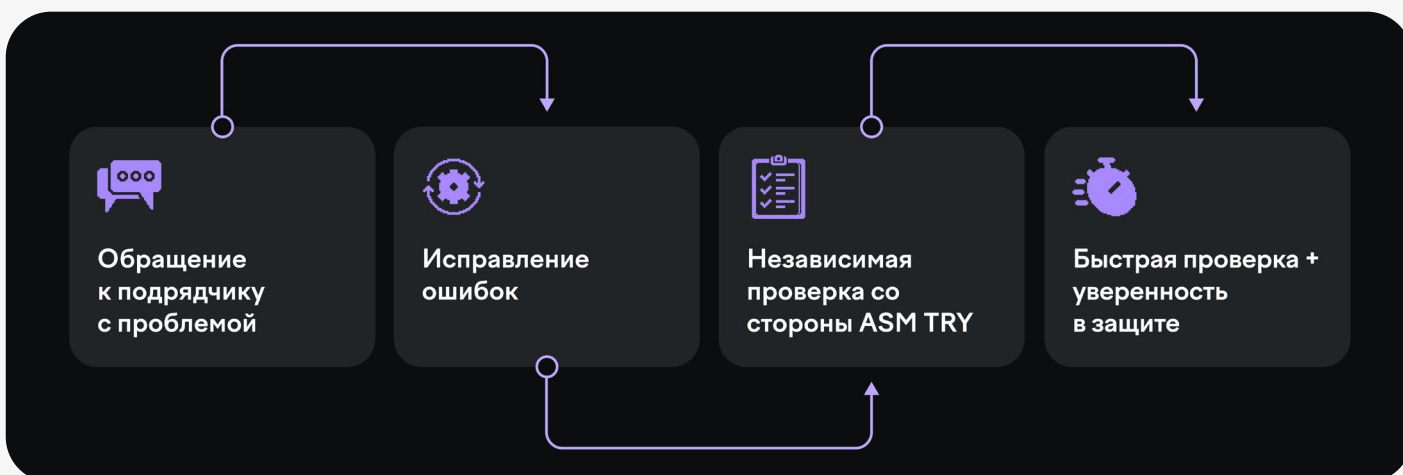 Обращение
к подрядчику
с проблемой
Исправление
ошибок
Независимая
проверка со
стороны ASM TRY
Быстрая проверка +
уверенность
в защите